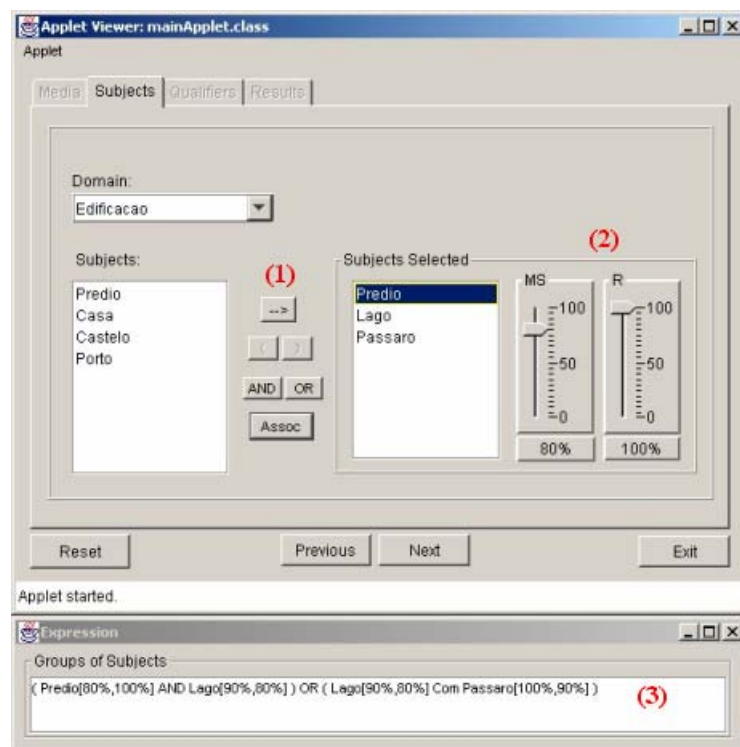 Applet Viewer: mainApplet.class
Applet
Media Subjects Qualifiers Results
Domain:
Edificacao
Subjects:
Predio
Casa
Castelo
Porto
(1)
-->
( )
AND OR
Assoc
Subjects Selected
Predio
Lago
Passaro
(2)
MS
100
50
0
80%
R
100
50
0
100%
Reset Previous Next Exit
Applet started.
Expression
Groups of Subjects
( Predio[80%,100%] AND Lago[90%,80%] ) OR ( Lago[90%,80%] Com Passaro[100%,90%] )
(3)